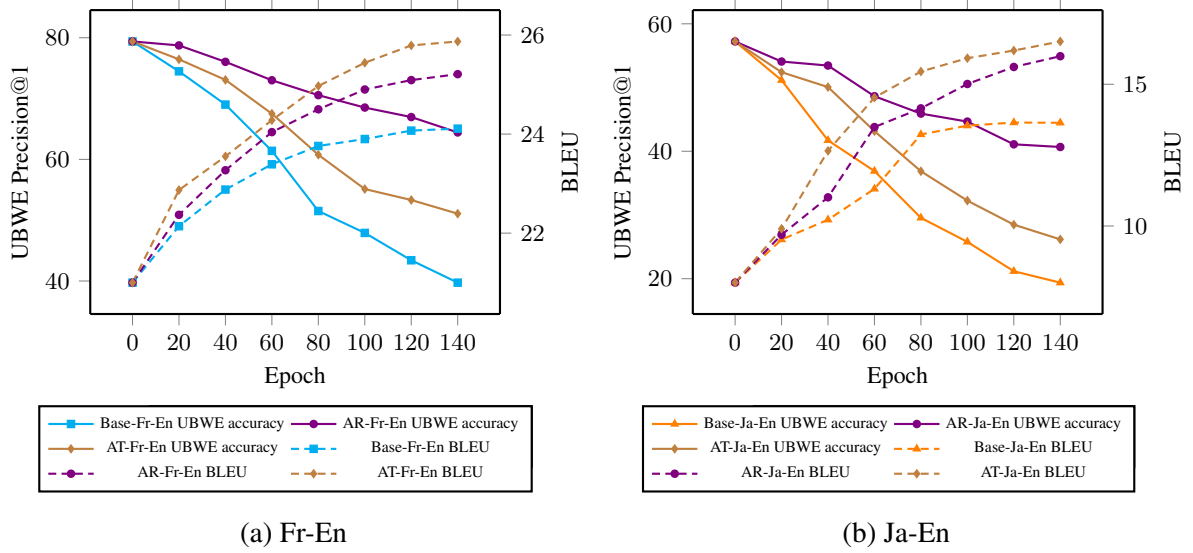 80
60
40
UBWE Precision@1
26
24
22
BLEU
0 20 40 60 80 100 120 140
Epoch
Base-Fr-En UBWE accuracy AR-Fr-En UBWE accuracy
AT-Fr-En UBWE accuracy Base-Fr-En BLEU
AR-Fr-En BLEU AT-Fr-En BLEU
(a) Fr-En
60
40
20
UBWE Precision@1
15
10
BLEU
0 20 40 60 80 100 120 140
Epoch
Base-Ja-En UBWE accuracy AR-Ja-En UBWE accuracy
AT-Ja-En UBWE accuracy Base-Ja-En BLEU
AR-Ja-En BLEU AT-Ja-En BLEU
(b) Ja-En